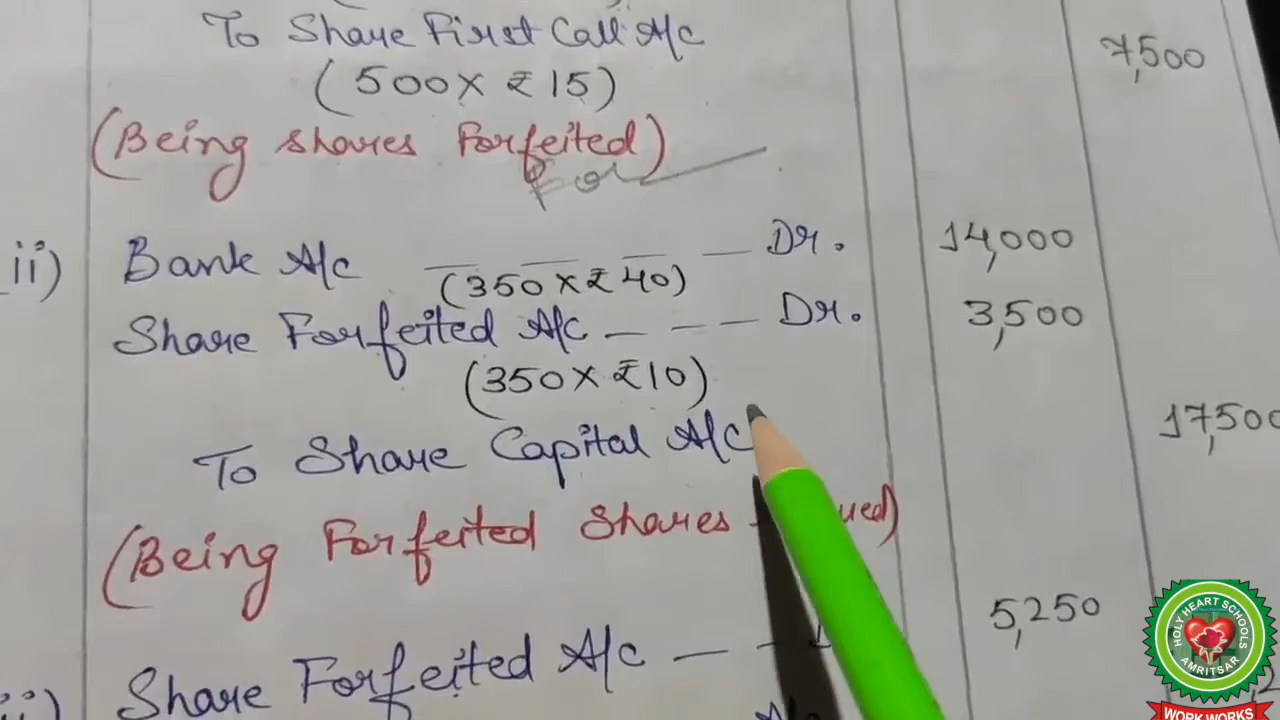 To Share First Call A/c 7,500
(500 x ₹ 15)
(Being shares Forfeited)
For
ii) Bank A/c Dr. 14,000
(350 x ₹ 40)
Share Forfeited A/c - - - Dr. 3,500
(350 x ₹10)
To Share Capital A/c 17,500
(Being Forfeited Shares
5,250
Share Forfeited A/c - -
HOLY HEART SCHOOLS
AMRITSAR
WORK WORKS